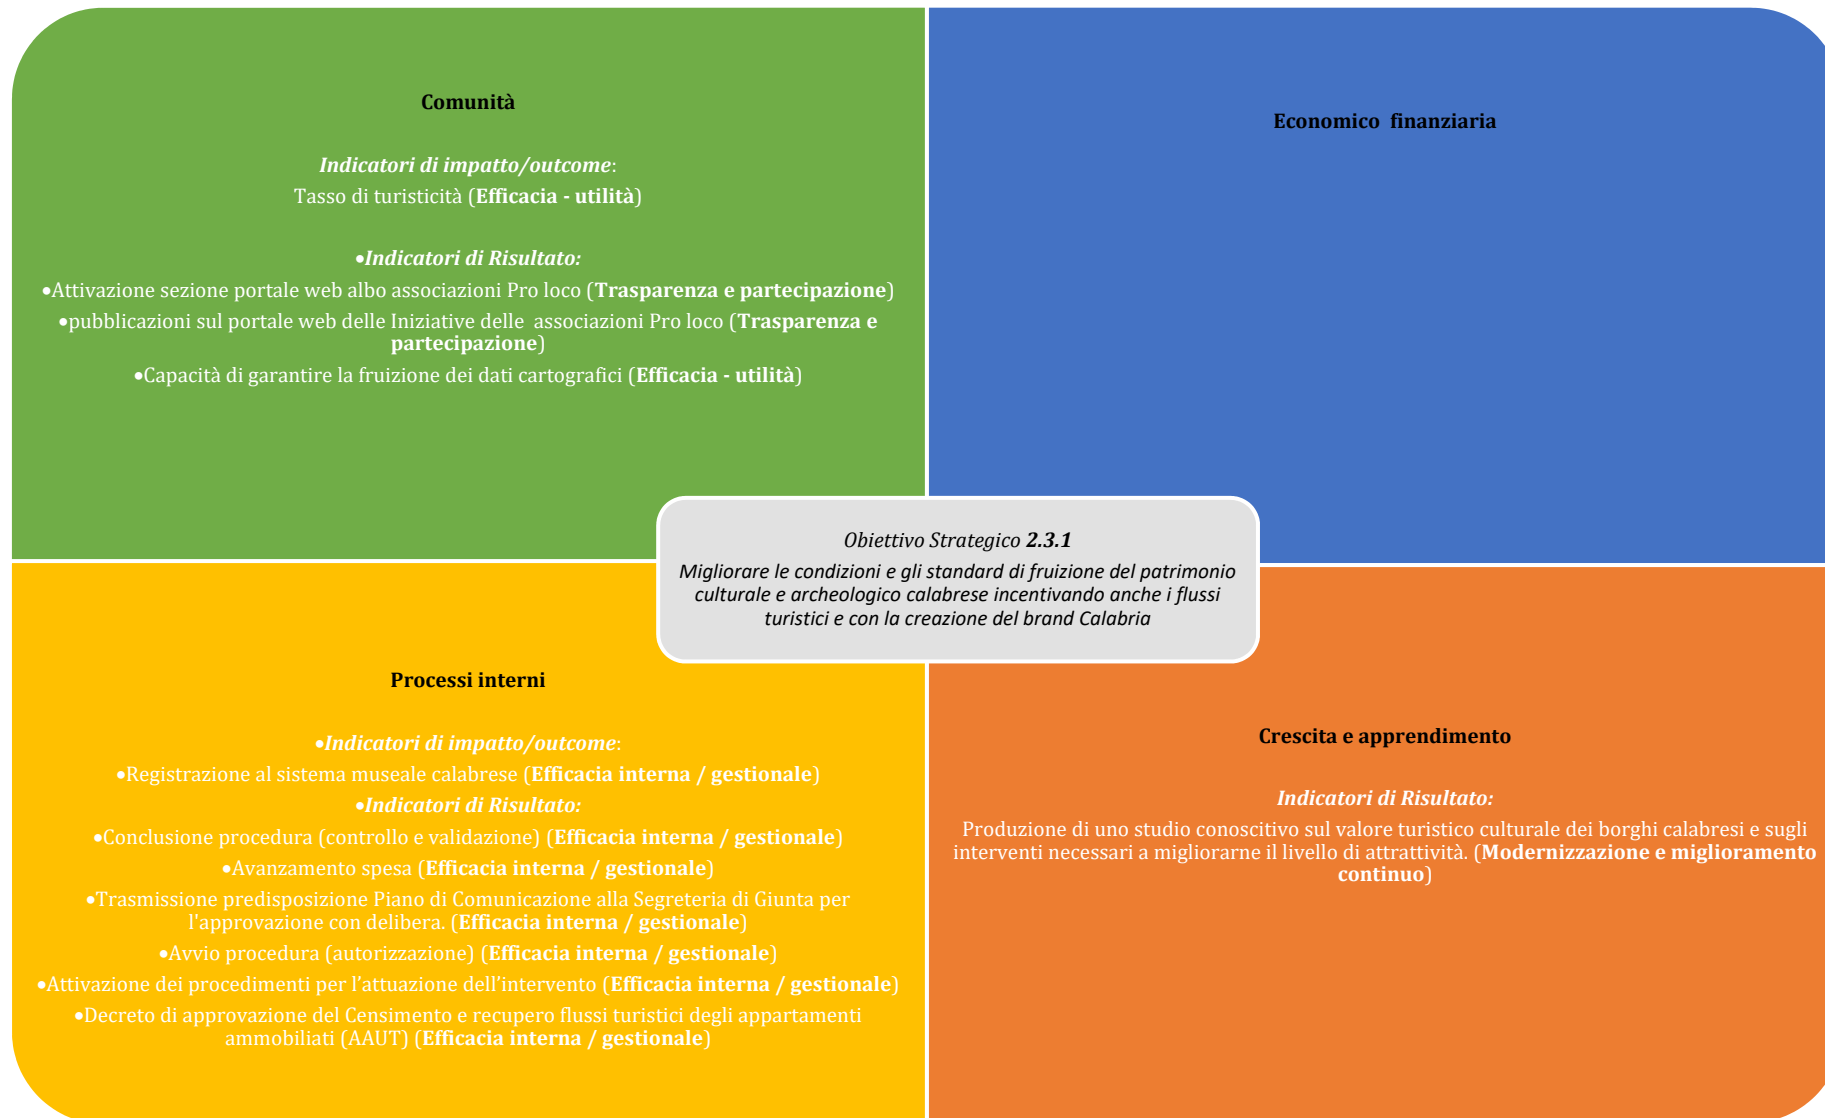 Comunità
Indicatori di impatto/outcome:
Tasso di turisticità (Efficacia - utilità)
•Indicatori di Risultato:
•Attivazione sezione portale web albo associazioni Pro loco (Trasparenza e partecipazione)
•pubblicazioni sul portale web delle Iniziative delle  associazioni Pro loco (Trasparenza e
partecipazione)
•Capacità di garantire la fruizione dei dati cartografici (Efficacia - utilità)
Economico  finanziaria
Obiettivo Strategico 2.3.1
Migliorare le condizioni e gli standard di fruizione del patrimonio
culturale e archeologico calabrese incentivando anche i flussi
turistici e con la creazione del brand Calabria
Processi interni
•Indicatori di impatto/outcome:
•Registrazione al sistema museale calabrese (Efficacia interna / gestionale)
•Indicatori di Risultato:
•Conclusione procedura (controllo e validazione) (Efficacia interna / gestionale)
•Avanzamento spesa (Efficacia interna / gestionale)
•Trasmissione predisposizione Piano di Comunicazione alla Segreteria di Giunta per
l'approvazione con delibera. (Efficacia interna / gestionale)
•Avvio procedura (autorizzazione) (Efficacia interna / gestionale)
•Attivazione dei procedimenti per l’attuazione dell’intervento (Efficacia interna / gestionale)
•Decreto di approvazione del Censimento e recupero flussi turistici degli appartamenti
ammobiliati (AAUT) (Efficacia interna / gestionale)
Crescita e apprendimento
Indicatori di Risultato:
Produzione di uno studio conoscitivo sul valore turistico culturale dei borghi calabresi e sugli
interventi necessari a migliorarne il livello di attrattività. (Modernizzazione e miglioramento
continuo)